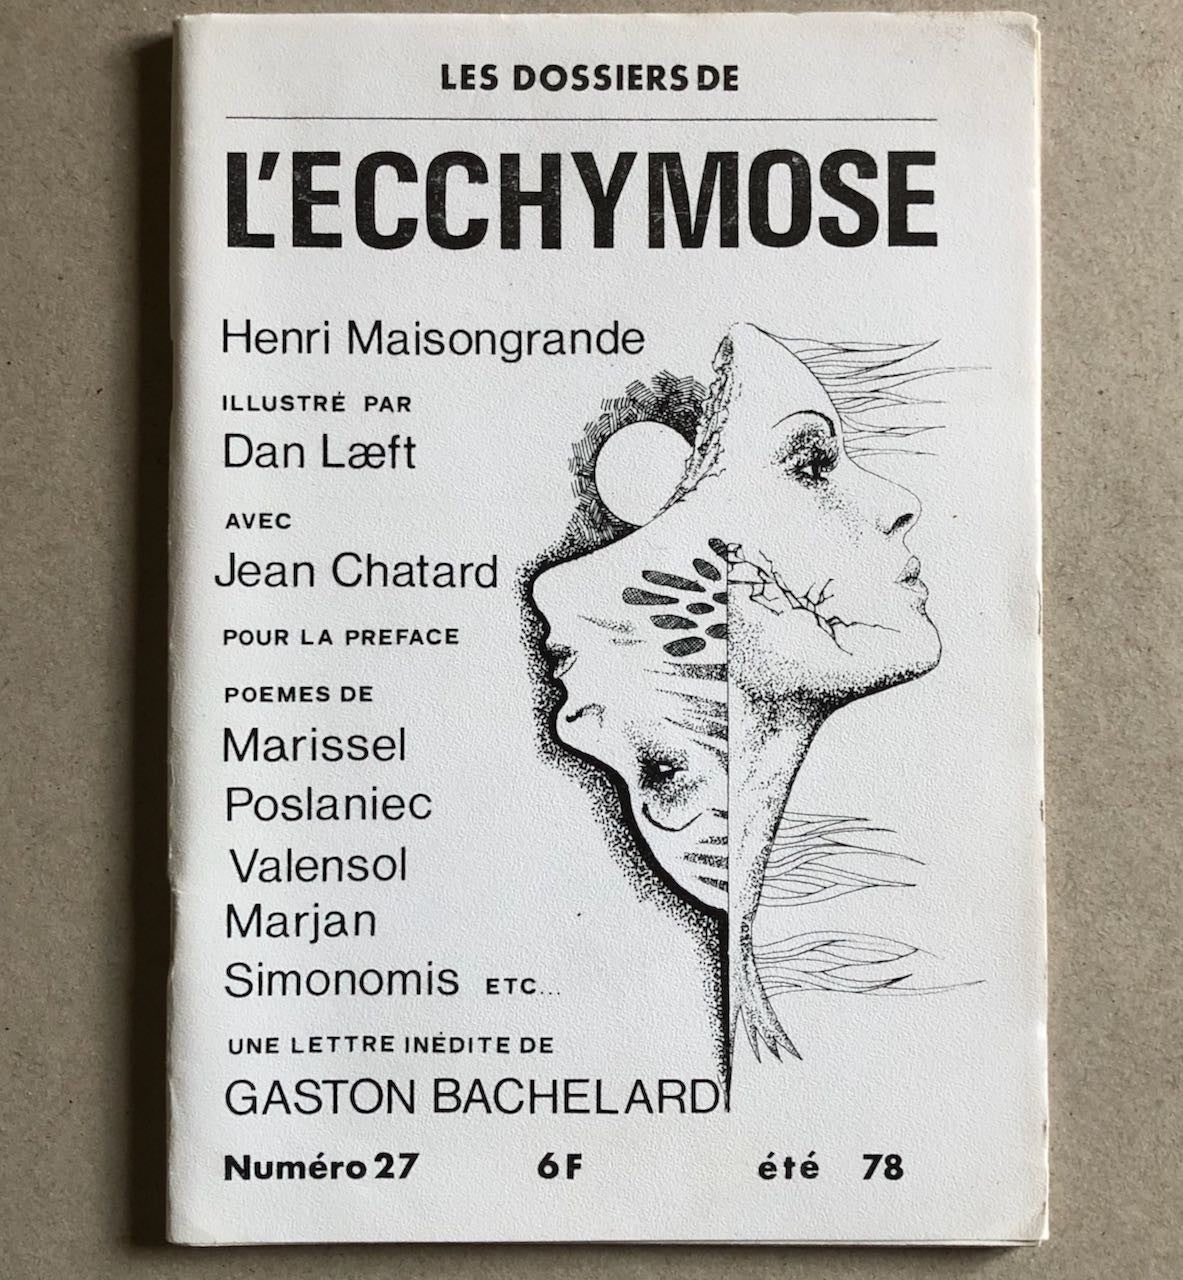 LES DOSSIERS DE
L'ECCHYMOSE
Henri Maisongrande
ILLUSTRÉ PAR
Dan Læft
AVEC
Jean Chatard
POUR LA PREFACE
POEMES DE
Marissel
Poslaniec
Valensol
Marjan
Simonomis ETC...
UNE LETTRE INÉDITE DE
GASTON BACHELARD
Numéro 27 6F été 78